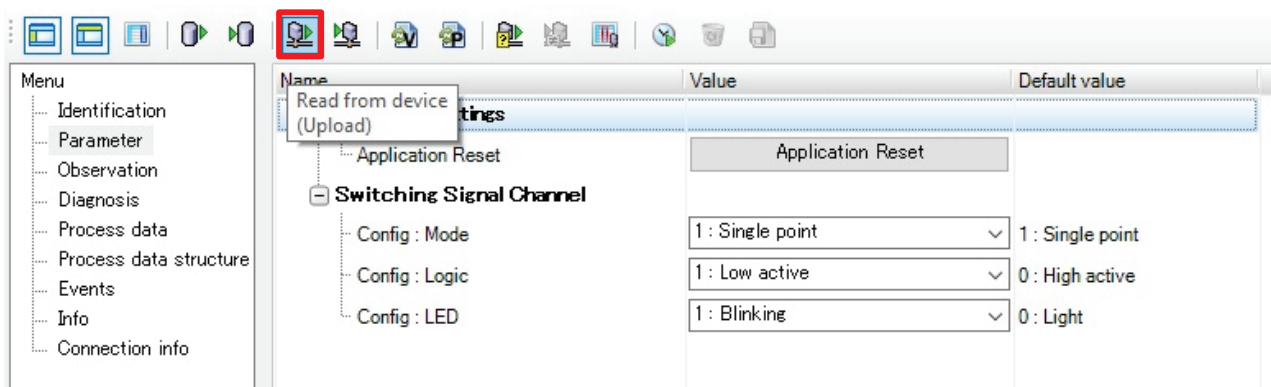 Menu
Identification
Parameter
Observation
Diagnosis
Process data
Process data structure
Events
Info
Connection info
Name Value Default value
Read from device
(Upload)
tings
Application Reset Application Reset
Switching Signal Channel
Config : Mode 1 : Single point 1 : Single point
Config : Logic 1 : Low active 0 : High active
Config : LED 1 : Blinking 0 : Light